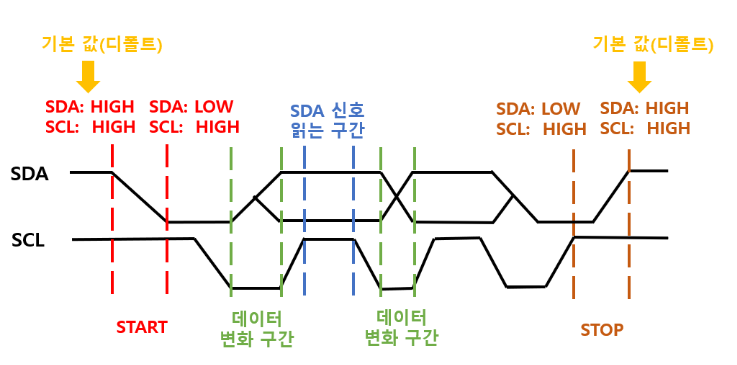 기본 값(디폴트)
기본 값(디폴트)
SDA: HIGH
SCL: HIGH
SDA: LOW
SCL: HIGH
SDA 신호
읽는 구간
SDA: LOW
SCL: HIGH
SDA: HIGH
SCL: HIGH
SDA
SCL
START
데이터
변화 구간
데이터
변화 구간
STOP